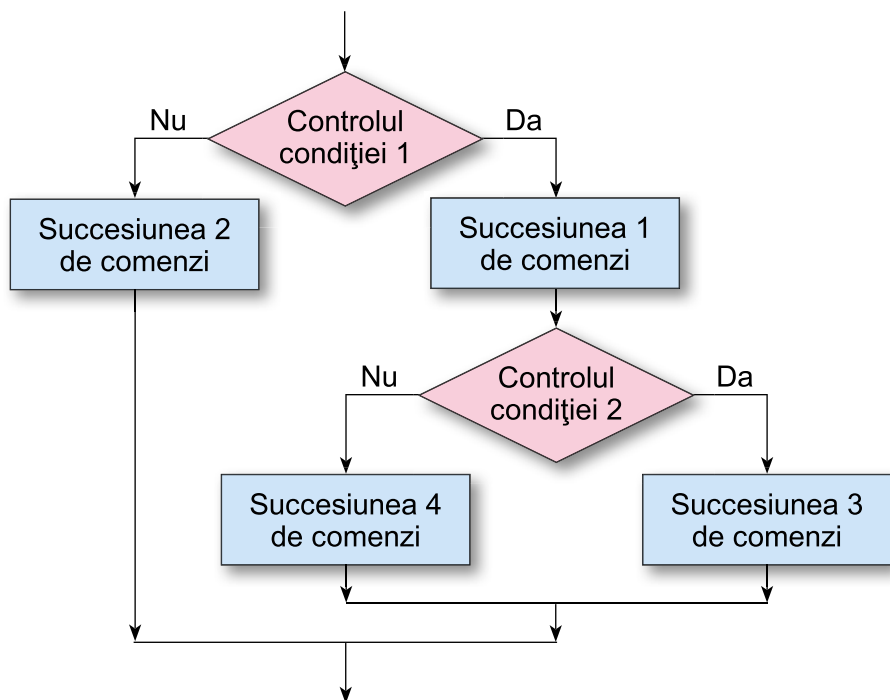 Controlul
condiţiei 1
Nu
Da
Succesiunea 2
de comenzi
Succesiunea 1
de comenzi
Controlul
condiţiei 2
Nu
Da
Succesiunea 4
de comenzi
Succesiunea 3
de comenzi